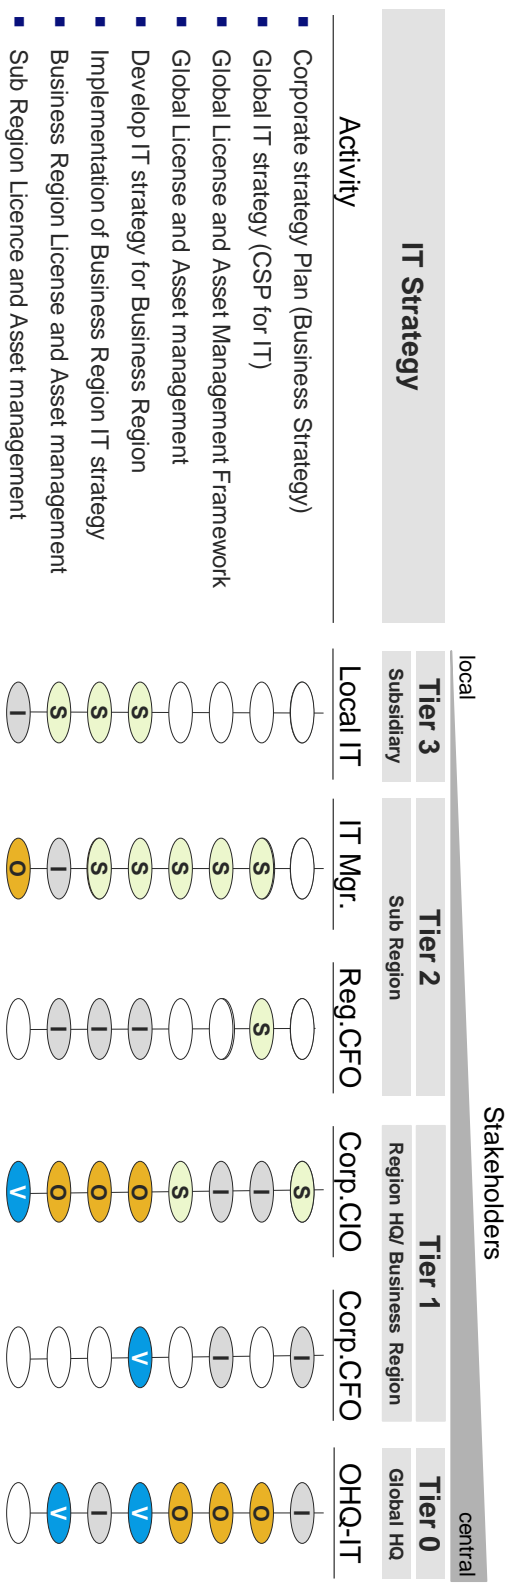 Stakeholders
local
central
IT Strategy
Tier 3
Tier 2
Tier 1
Tier 0
Subsidiary
Sub Region
Region HQ/ Business Region
Global HQ
Activity
Local IT
IT Mgr.
Reg.CFO
Corp.CIO
Corp.CFO
OHQ-IT
Corporate strategy Plan (Business Strategy) S I I
Global IT strategy (CSP for IT) S S I O
Global License and Asset Management Framework S I I O
Global License and Asset management S S O
Develop IT strategy for Business Region S S I O V V
Implementation of Business Region IT strategy S S I O I
Business Region License and Asset management S I I O V
Sub Region Licence and Asset management I O V